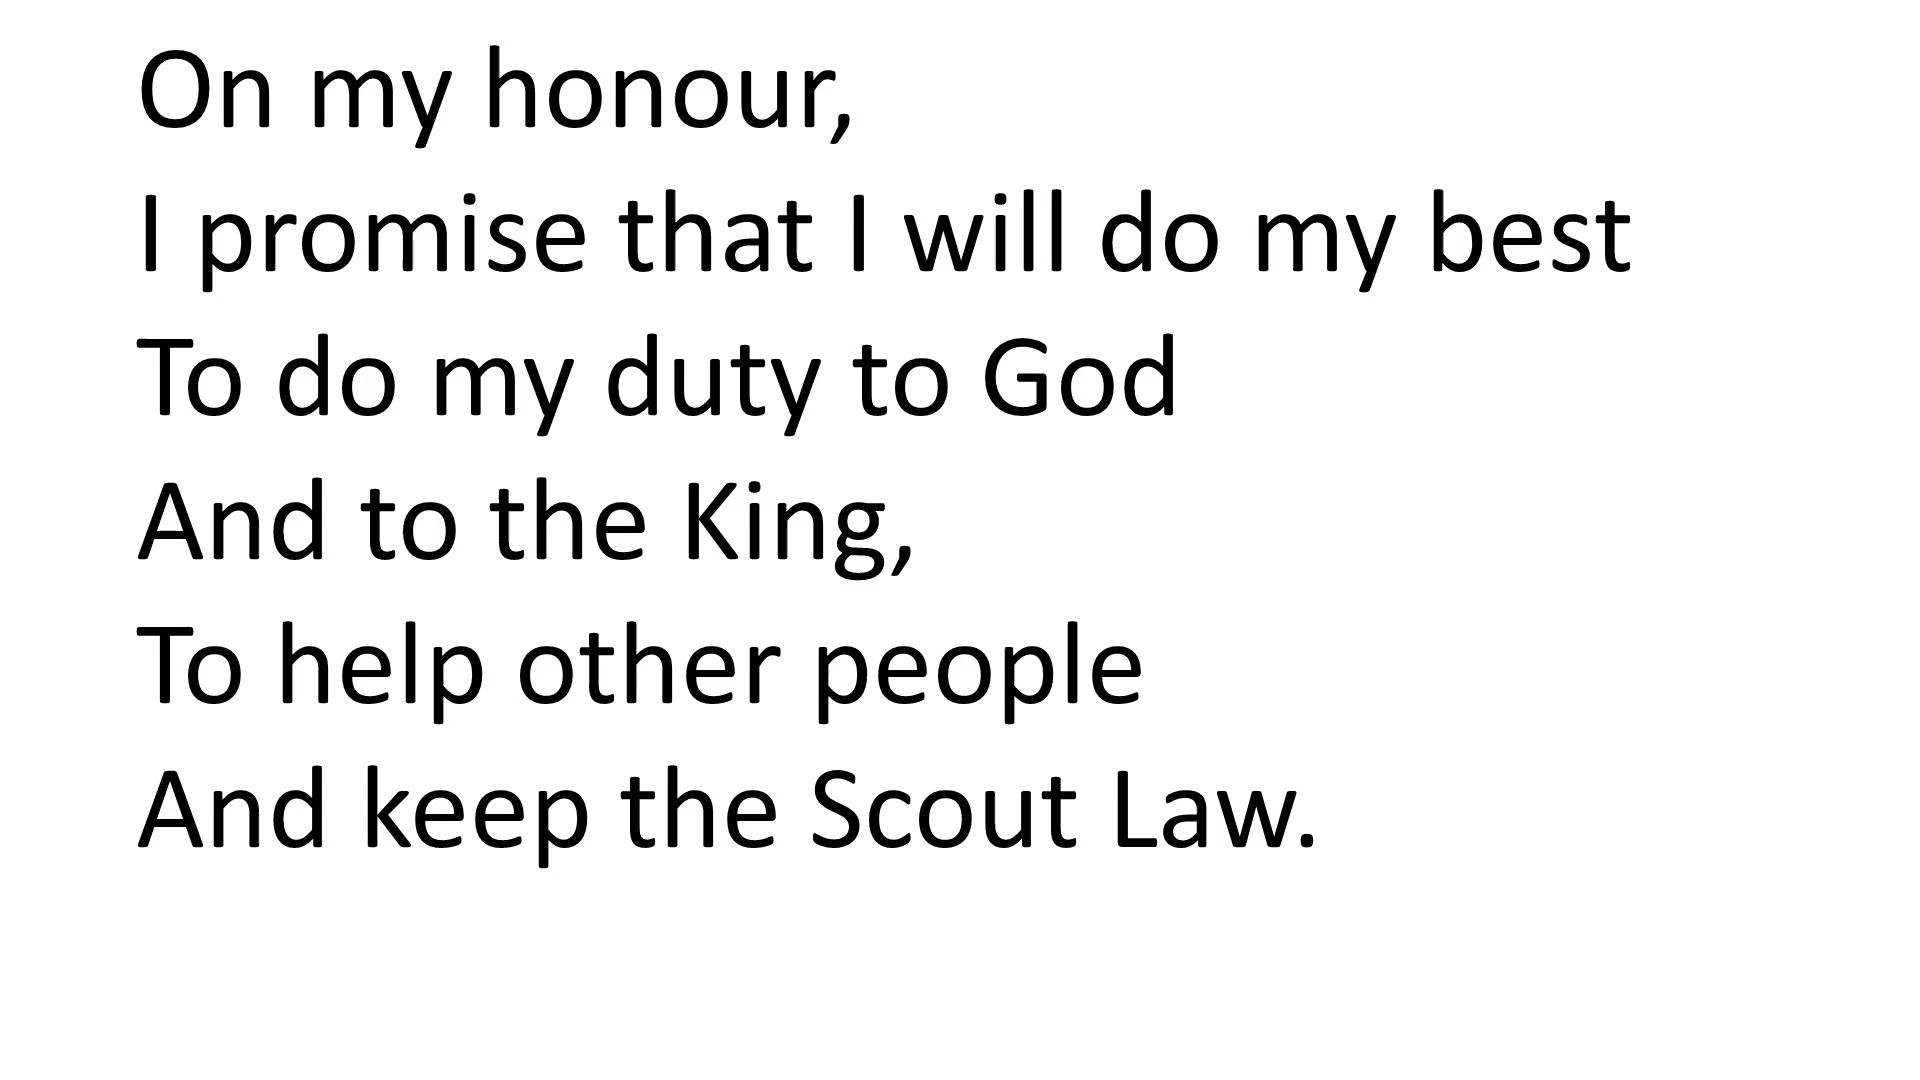 On my honour,
I promise that I will do my best
To do my duty to God
And to the King,
To help other people
And keep the Scout Law.